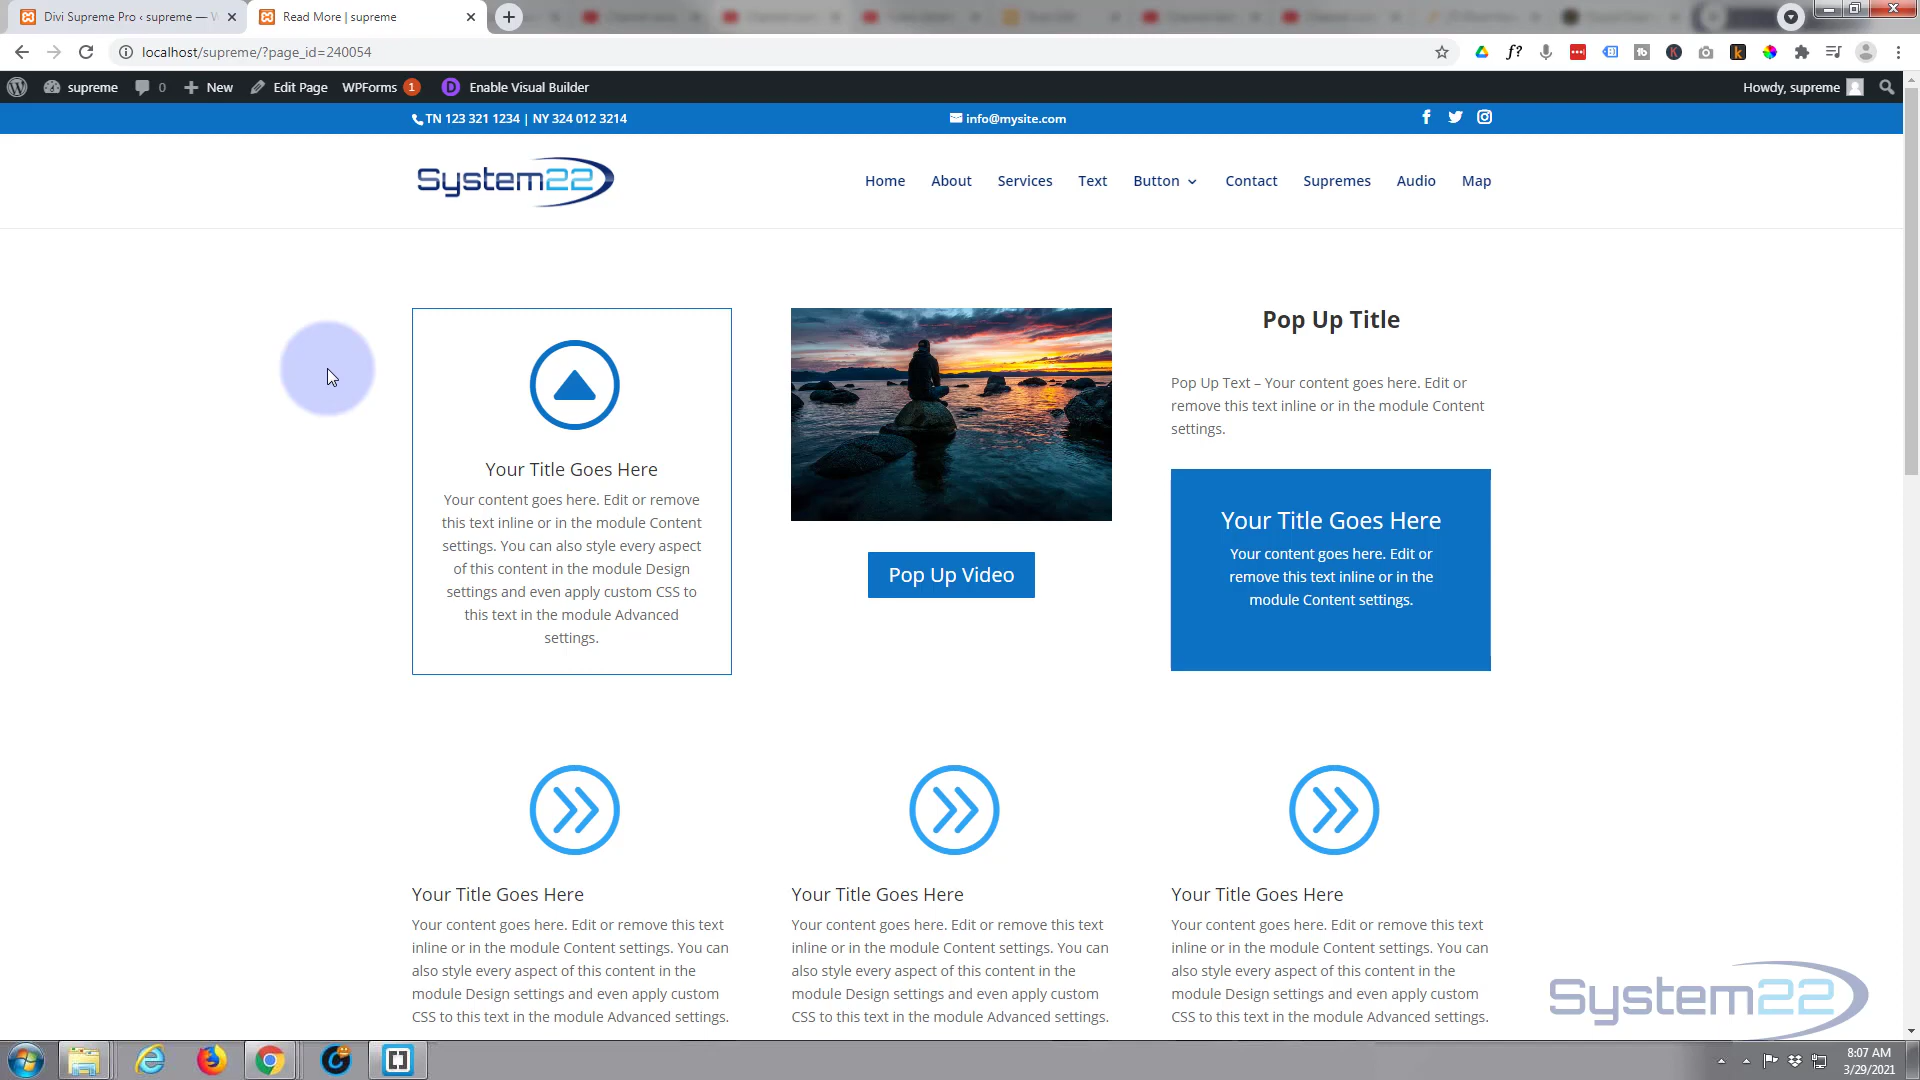 Divi Supreme Pro ‹ supreme —
Read More | supreme
localhost/supreme/?page_id=240054
supreme 0 New Edit Page WPForms 1 Enable Visual Builder
Howdy, supreme
TN 123 321 1234 | NY 324 012 3214
info@mysite.com
System22
Home About Services Text Button Contact Supremes Audio Map
Your Title Goes Here
Your content goes here. Edit or remove
this text inline or in the module Content
settings. You can also style every aspect
of this content in the module Design
settings and even apply custom CSS to
this text in the module Advanced
settings.
Pop Up Video
Pop Up Title
Pop Up Text – Your content goes here. Edit or
remove this text inline or in the module Content
settings.
Your Title Goes Here
Your content goes here. Edit or
remove this text inline or in the
module Content settings.
Your Title Goes Here
Your content goes here. Edit or remove this text
inline or in the module Content settings. You can
also style every aspect of this content in the
module Design settings and even apply custom
CSS to this text in the module Advanced settings.
Your Title Goes Here
Your content goes here. Edit or remove this text
inline or in the module Content settings. You can
also style every aspect of this content in the
module Design settings and even apply custom
CSS to this text in the module Advanced settings.
Your Title Goes Here
Your content goes here. Edit or remove this text
inline or in the module Content settings. You can
also style every aspect of this content in the
module Design settings and even apply custom
CSS to this text in the module Advanced settings.
System22
8:07 AM
3/29/2021